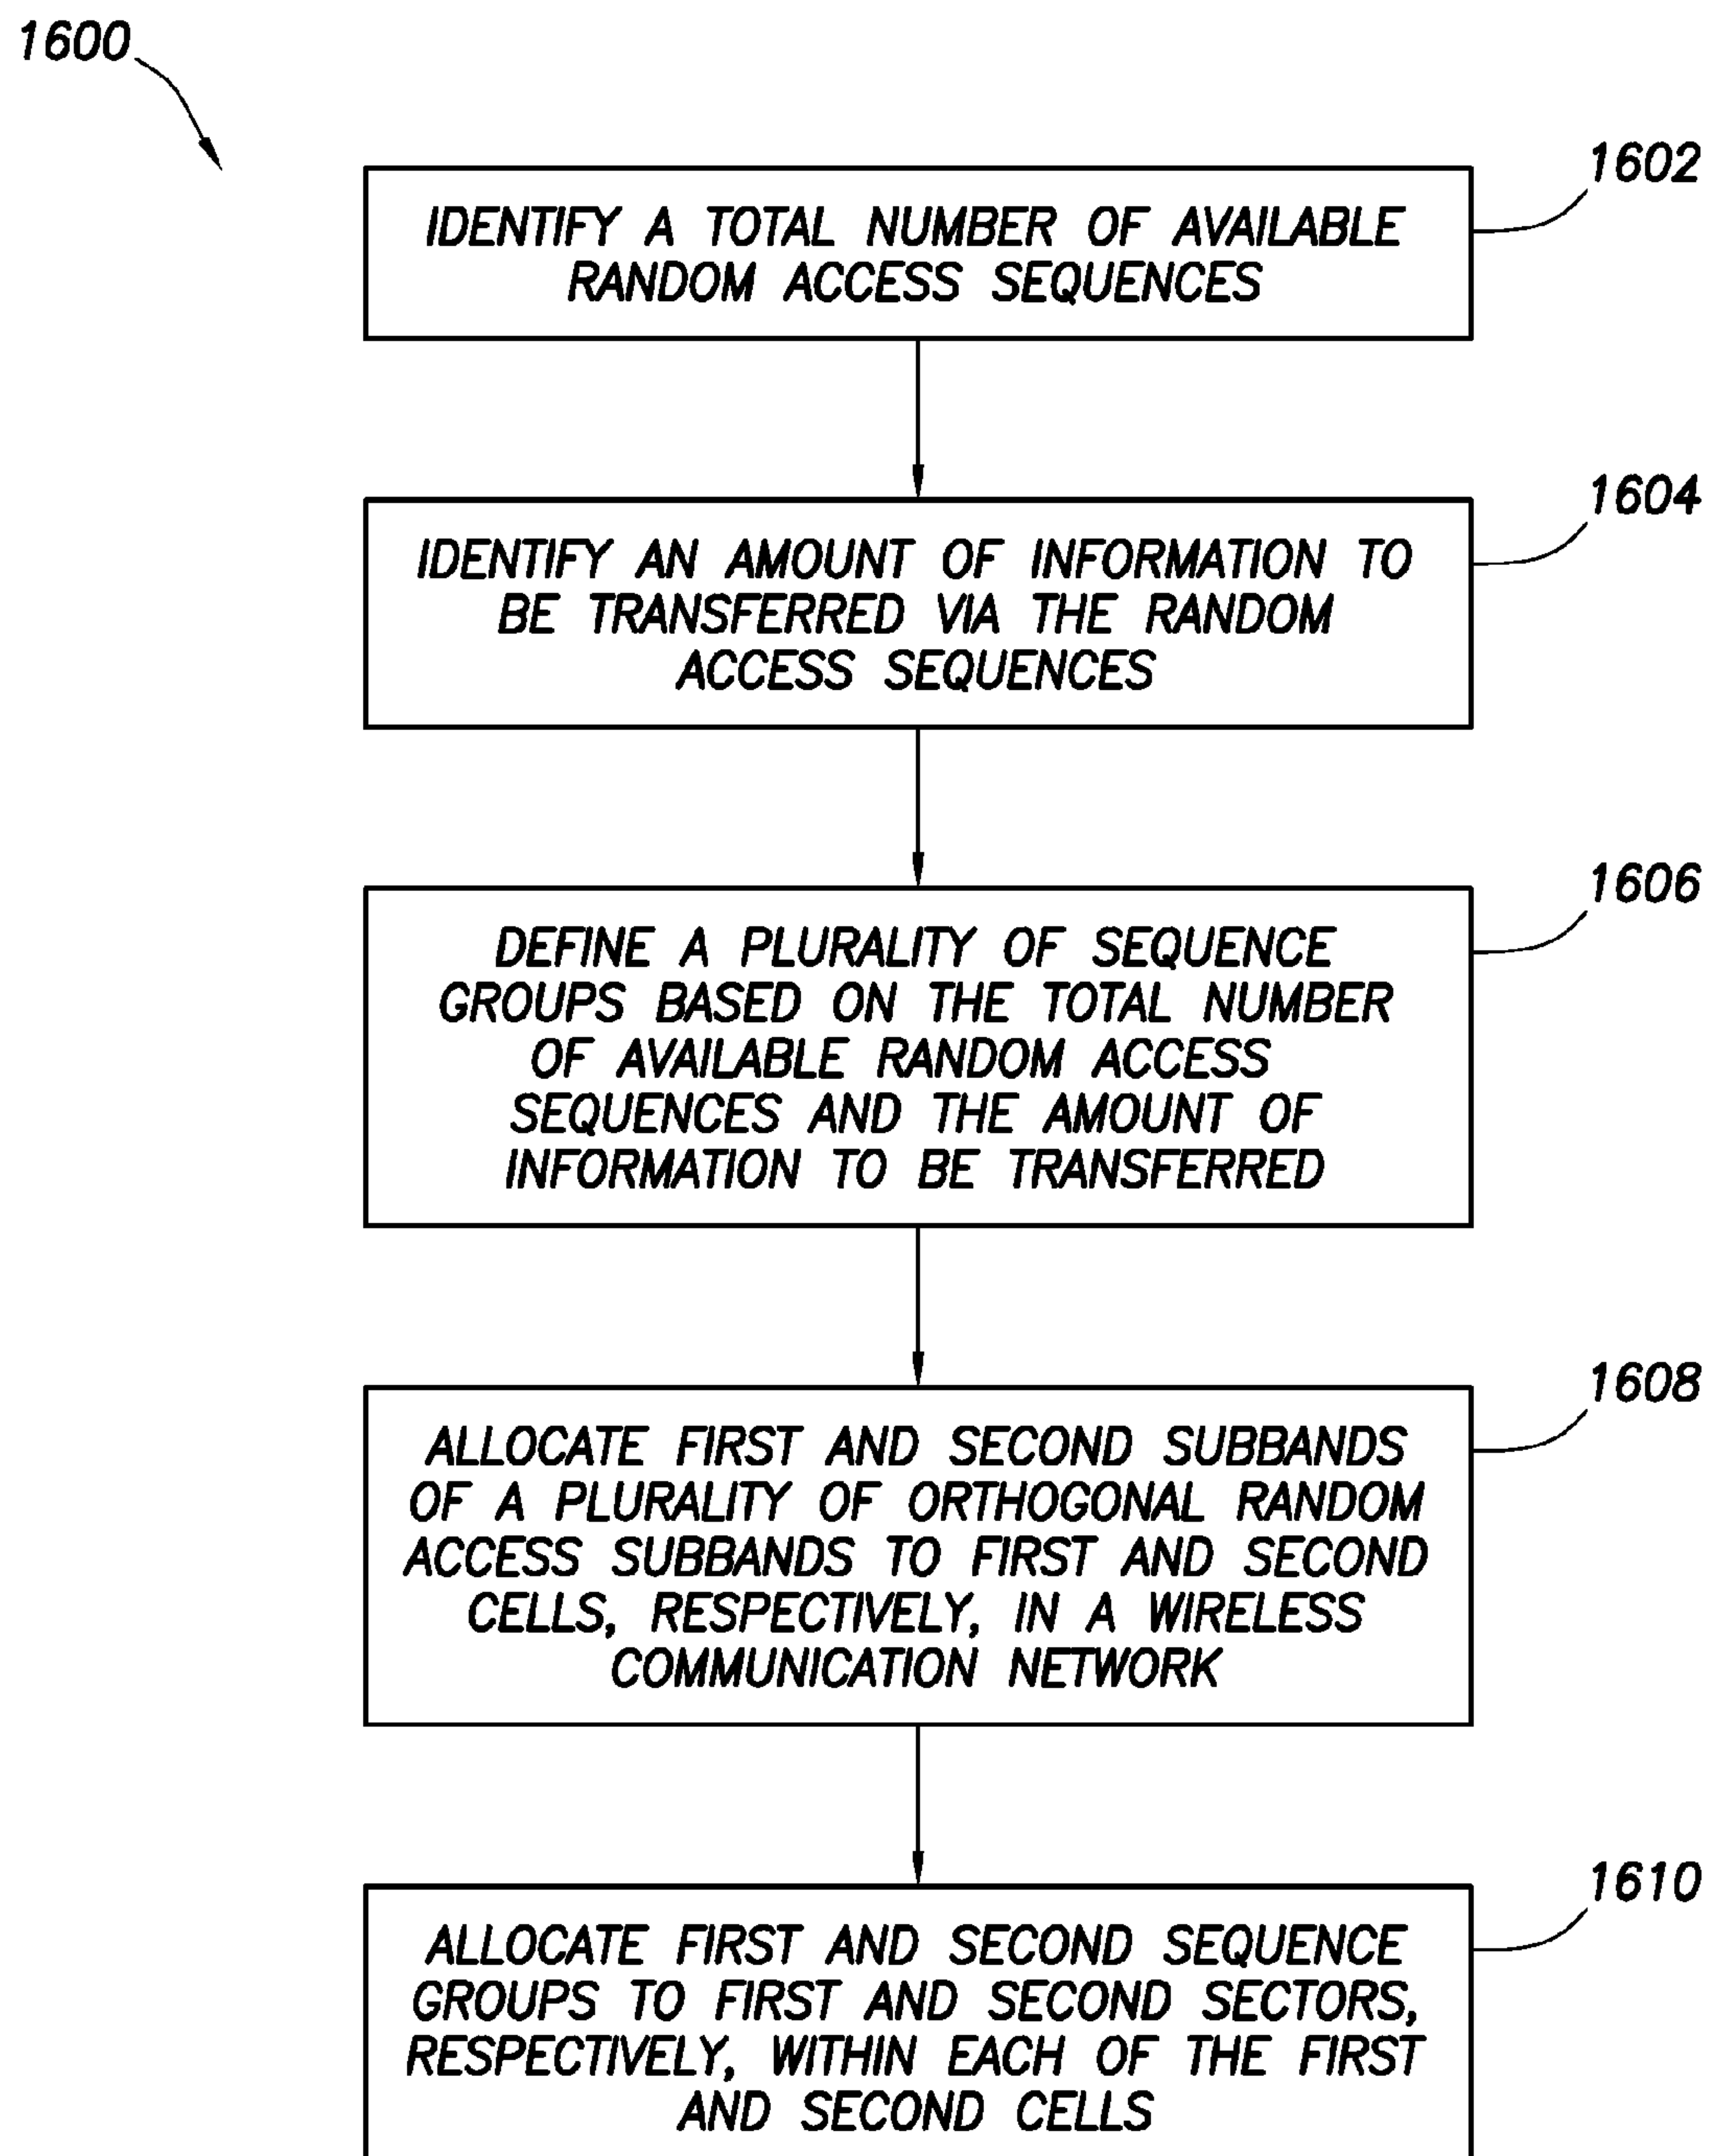 1600
1602
IDENTIFY A TOTAL NUMBER OF AVAILABLE
RANDOM ACCESS SEQUENCES
1604
IDENTIFY AN AMOUNT OF INFORMATION TO
BE TRANSFERRED VIA THE RANDOM
ACCESS SEQUENCES
1606
DEFINE A PLURALITY OF SEQUENCE
GROUPS BASED ON THE TOTAL NUMBER
OF AVAILABLE RANDOM ACCESS
SEQUENCES AND THE AMOUNT OF
INFORMATION TO BE TRANSFERRED
1608
ALLOCATE FIRST AND SECOND SUBBANDS
OF A PLURALITY OF ORTHOGONAL RANDOM
ACCESS SUBBANDS TO FIRST AND SECOND
CELLS, RESPECTIVELY, IN A WIRELESS
COMMUNICATION NETWORK
1610
ALLOCATE FIRST AND SECOND SEQUENCE
GROUPS TO FIRST AND SECOND SECTORS,
RESPECTIVELY, WITHIN EACH OF THE FIRST
AND SECOND CELLS